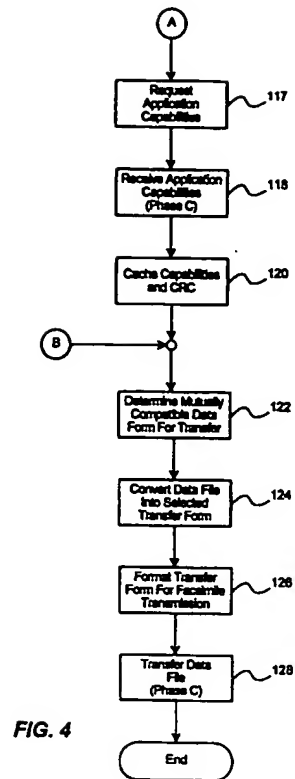 A
Request
Application
Capabilities
117
Receive Application
Capabilities
(Phase C)
118
Cache Capabilities
and CRC
120
B
Determine Mutually
Compatible Data
Form For Transfer
122
Convert Data File
Into Selected
Transfer Form
124
Format Transfer
Form For Facsimile
Transmission
126
Transfer Data
File
(Phase C)
128
FIG. 4
End